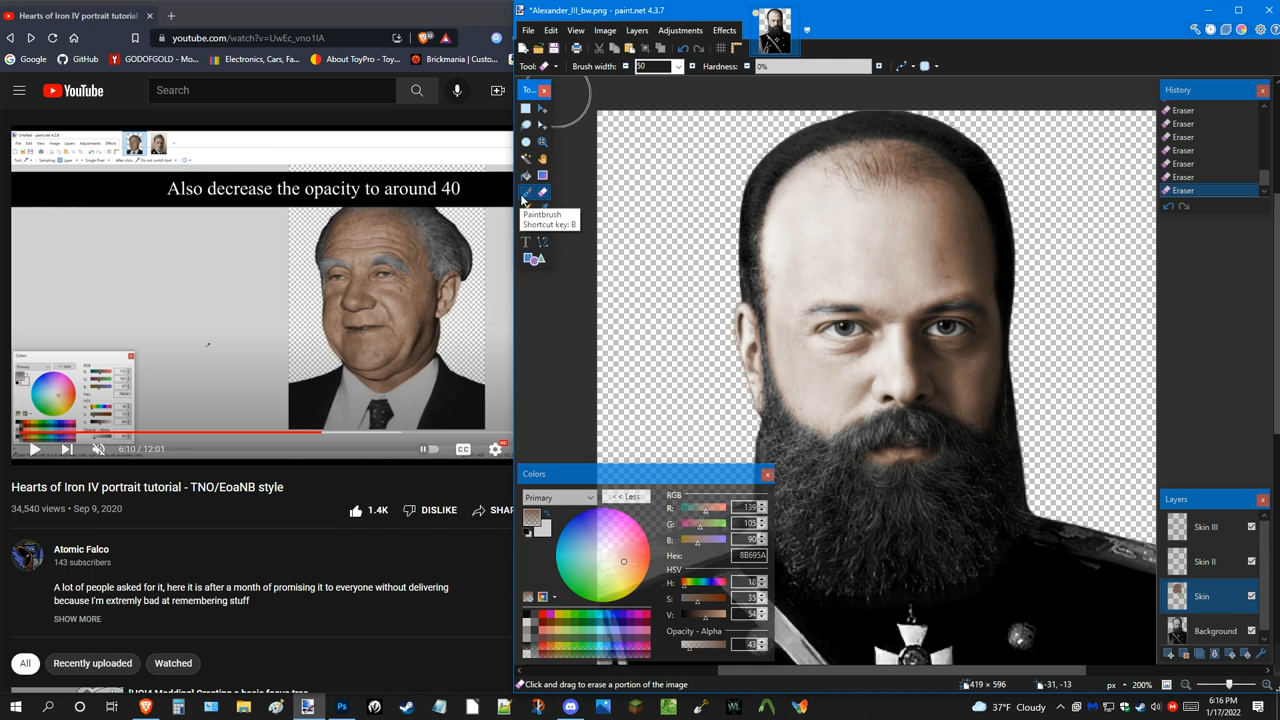 Hearts of Iron IV portrait tutorial
youtube.com/watch?v=UwEc_vno1IA
Google
GitHub
GODOFGOLD - YouT...
Electronics, Cars, Fa...
About ToyPro - Toy...
Brickmania | Custo...
YouTube
Search
Also decrease the opacity to around 40
6:10 / 12:01
CC
HD
Hearts of Iron IV portrait tutorial - TNO/EoaNB style
34,540 views • Sep 9, 2020
1.4K
DISLIKE
SHAR
Atomic Falco
143 subscribers
A lot of people asked for it, here it is after a month of promising it to everyone without delivering
because I'm extremely bad at remembering stuff
SHOW MORE
All
Recently uploaded
Watched
*Alexander_III_bw.png - paint.net 4.3.7
File Edit View Image Layers Adjustments Effects
Tool:
Brush width:
50
Hardness:
0%
To...
Paintbrush
Shortcut key: B
History
Eraser
Eraser
Eraser
Eraser
Eraser
Eraser
Eraser
Colors
Primary
<< Less
RGB
R: 139
G: 105
B: 90
Hex: 8B695A
HSV
H: 18
S: 35
V: 54
Opacity - Alpha
43
Layers
Skin III
Skin II
Skin
Background
Click and drag to erase a portion of the image
419 × 596
-31, -13
px
200%
37°F Cloudy
6:16 PM
1/17/2022